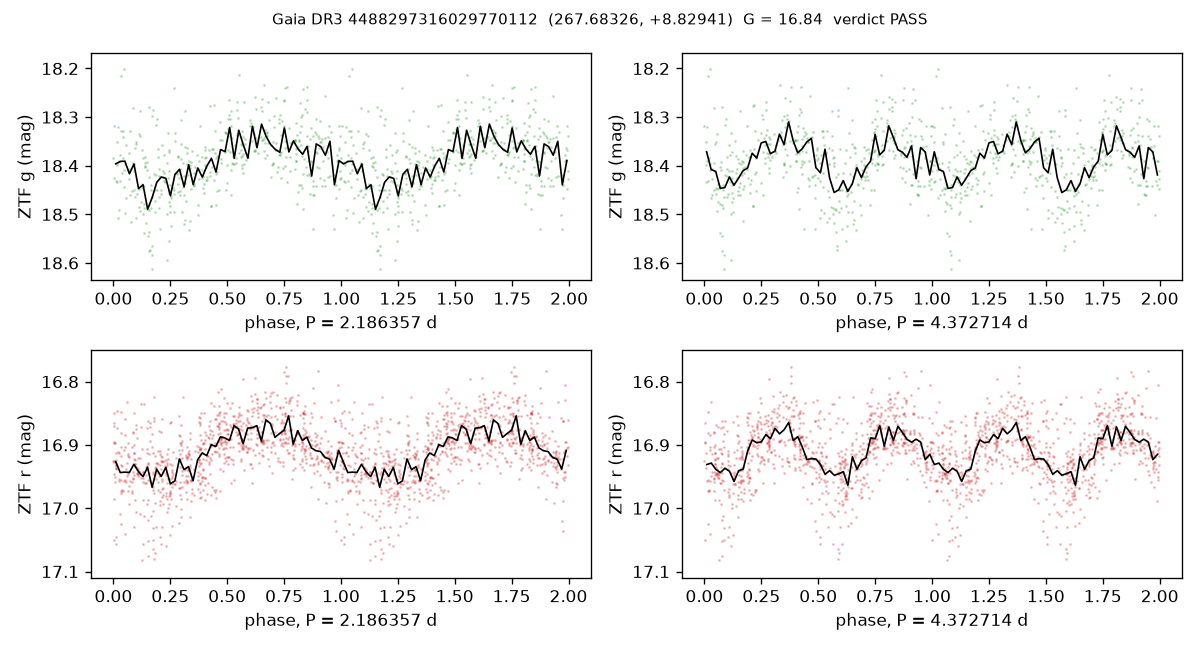 Gaia DR3 4488297316029770112  (267.68326, +8.82941)  G = 16.84  verdict PASS
ZTF g (mag)
18.2
18.3
18.4
18.5
18.6
0.00 0.25 0.50 0.75 1.00 1.25 1.50 1.75 2.00
phase, P = 2.186357 d
ZTF g (mag)
18.2
18.3
18.4
18.5
18.6
0.00 0.25 0.50 0.75 1.00 1.25 1.50 1.75 2.00
phase, P = 4.372714 d
ZTF r (mag)
16.8
16.9
17.0
17.1
0.00 0.25 0.50 0.75 1.00 1.25 1.50 1.75 2.00
phase, P = 2.186357 d
ZTF r (mag)
16.8
16.9
17.0
17.1
0.00 0.25 0.50 0.75 1.00 1.25 1.50 1.75 2.00
phase, P = 4.372714 d